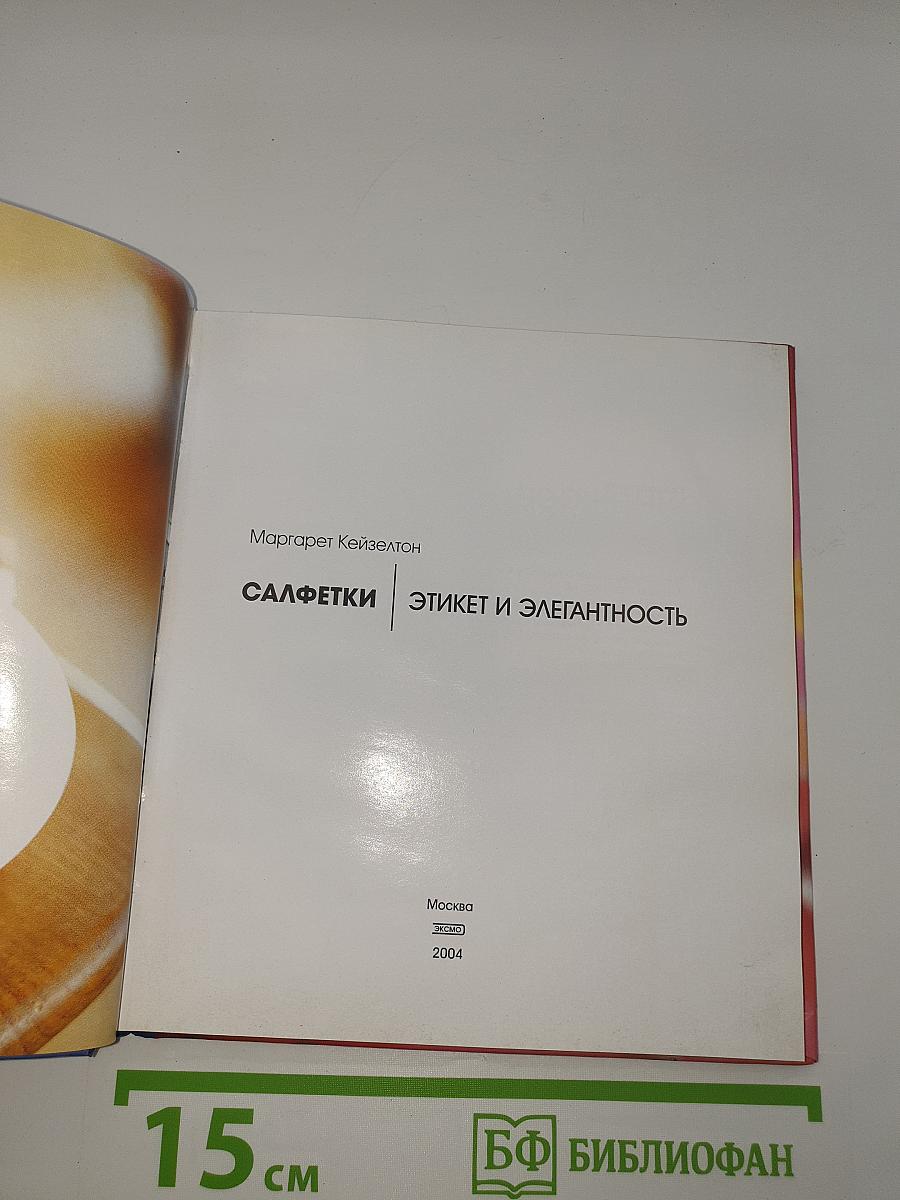 Маргарет Кейзелтон
САЛФЕТКИ | ЭТИКЕТ И ЭЛЕГАНТНОСТЬ
Москва
ЭКСМО
2004
15 см
БФ БИБЛИОФАН